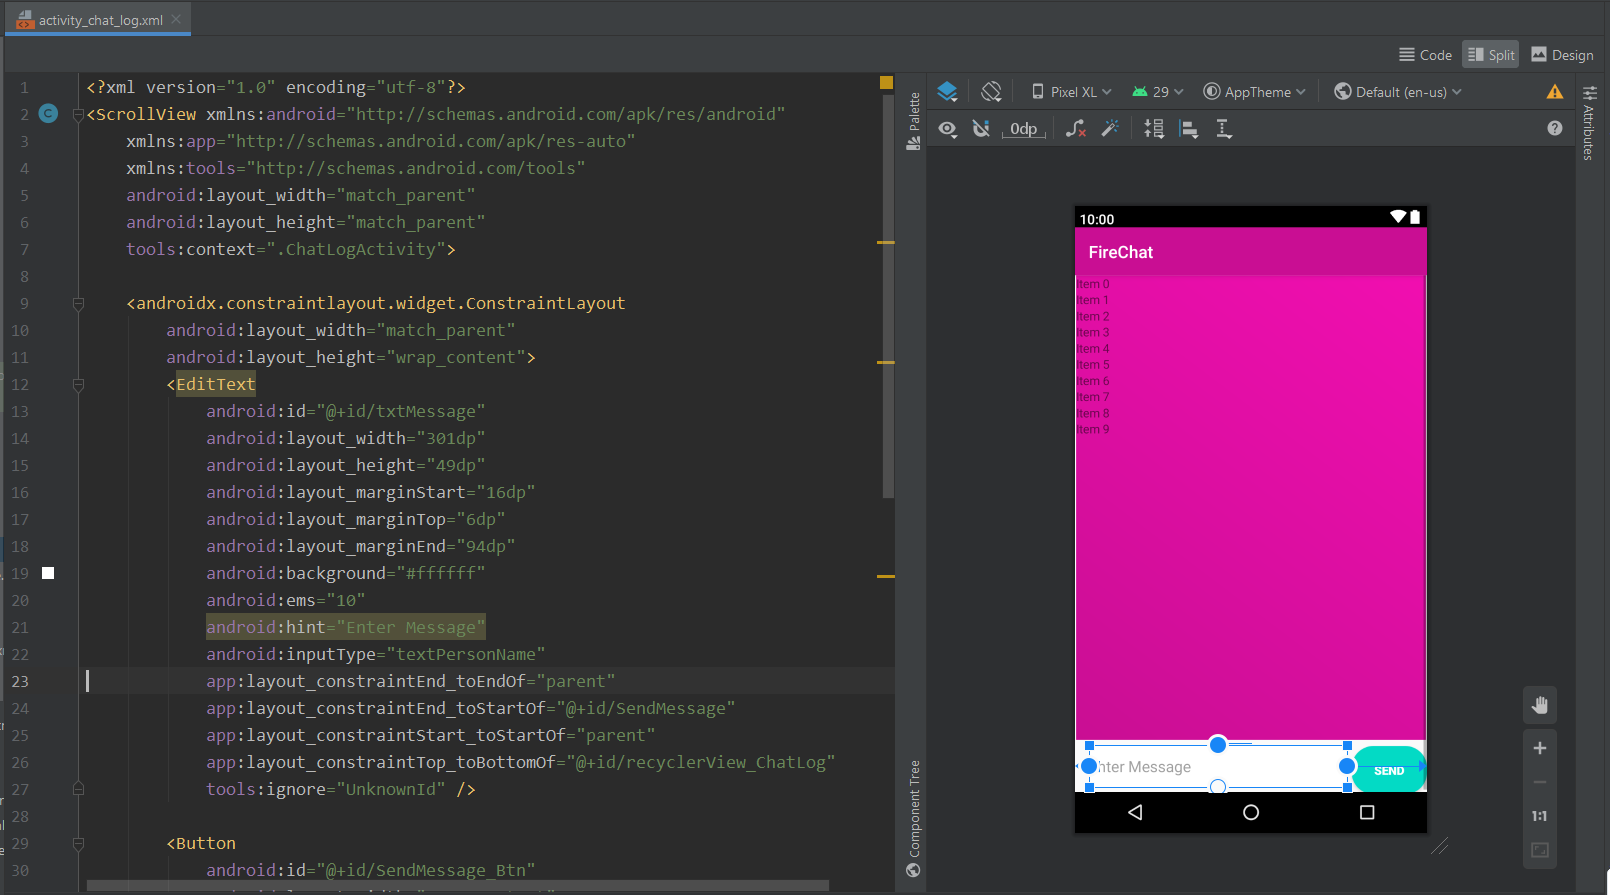 activity_chat_log.xml
Code Split Design
1 <?xml version="1.0" encoding="utf-8"?>
2 <ScrollView xmlns:android="http://schemas.android.com/apk/res/android"
3 xmlns:app="http://schemas.android.com/apk/res-auto"
4 xmlns:tools="http://schemas.android.com/tools"
5 android:layout_width="match_parent"
6 android:layout_height="match_parent"
7 tools:context=".ChatLogActivity">
8
9 <androidx.constraintlayout.widget.ConstraintLayout
10 android:layout_width="match_parent"
11 android:layout_height="wrap_content">
12 <EditText
13 android:id="@+id/txtMessage"
14 android:layout_width="301dp"
15 android:layout_height="49dp"
16 android:layout_marginStart="16dp"
17 android:layout_marginTop="6dp"
18 android:layout_marginEnd="94dp"
19 android:background="#ffffff"
20 android:ems="10"
21 android:hint="Enter Message"
22 android:inputType="textPersonName"
23 app:layout_constraintEnd_toEndOf="parent"
24 app:layout_constraintEnd_toStartOf="@+id/SendMessage"
25 app:layout_constraintStart_toStartOf="parent"
26 app:layout_constraintTop_toBottomOf="@+id/recyclerView_ChatLog"
27 tools:ignore="UnknownId" />
28
29 <Button
30 android:id="@+id/SendMessage_Btn"
Palette
Component Tree
Pixel XL 29 AppTheme Default (en-us)
0dp
Attributes
10:00
FireChat
Item 0
Item 1
Item 2
Item 3
Item 4
Item 5
Item 6
Item 7
Item 8
Item 9
nter Message
SEND
1:1